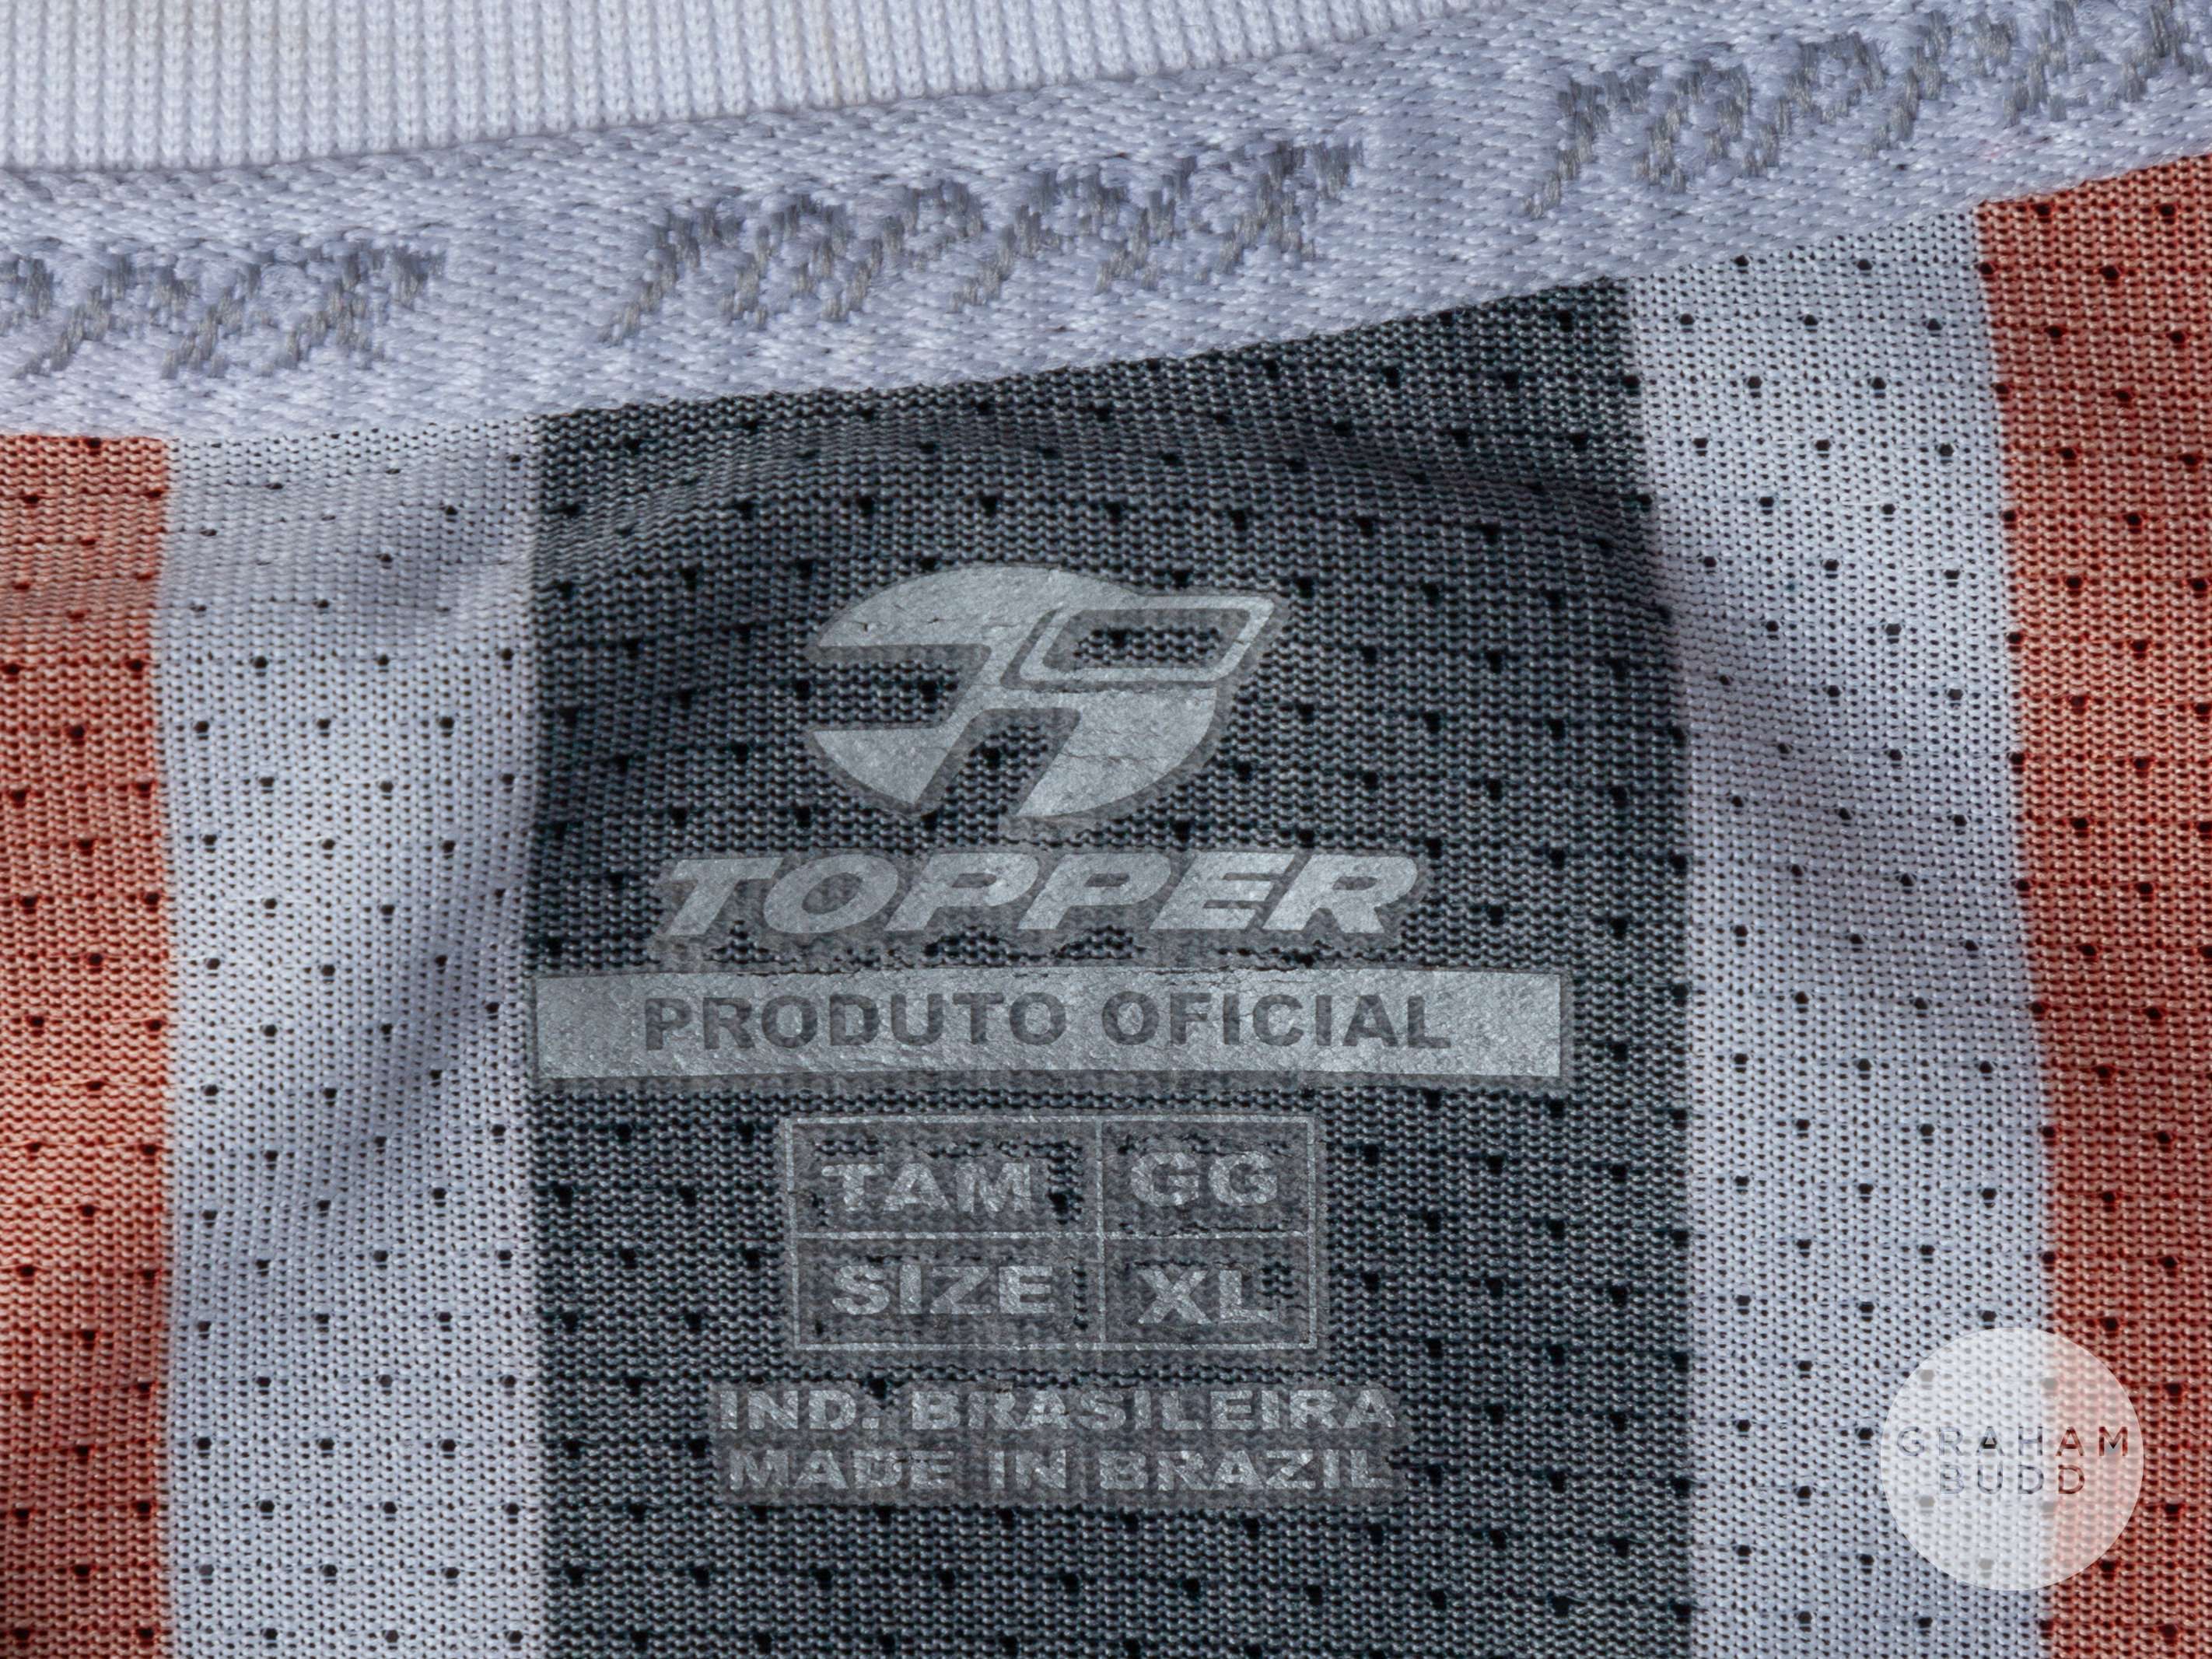 TOPPER
PRODUTO OFICIAL
TAM GG
SIZE XL
IND. BRASILEIRA
MADE IN BRAZIL
GRAHAM
BUDD